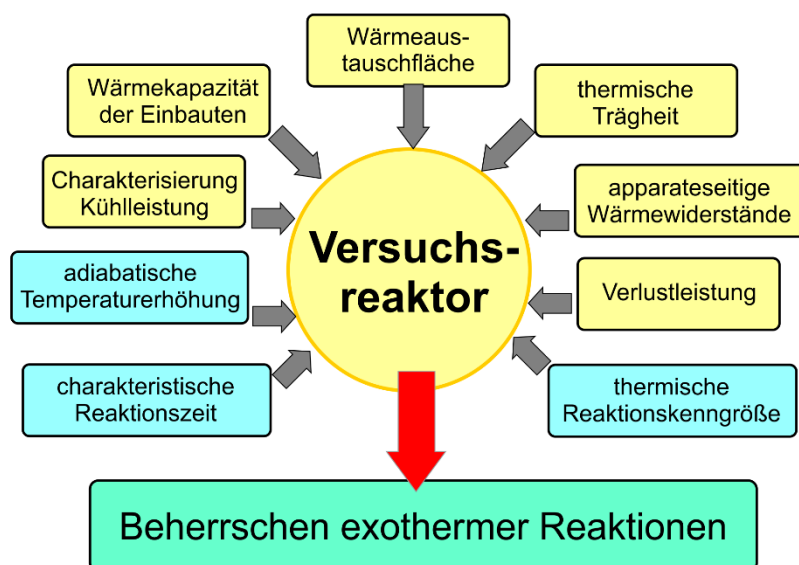 Wärmeaus-
tauschfläche
Wärmekapazität
der Einbauten
thermische
Trägheit
Charakterisierung
Kühlleistung
apparateseitige
Wärmewiderstände
Versuchs-
reaktor
adiabatische
Temperaturerhöhung
Verlustleistung
charakteristische
Reaktionszeit
thermische
Reaktionskenngröße
Beherrschen exothermer Reaktionen